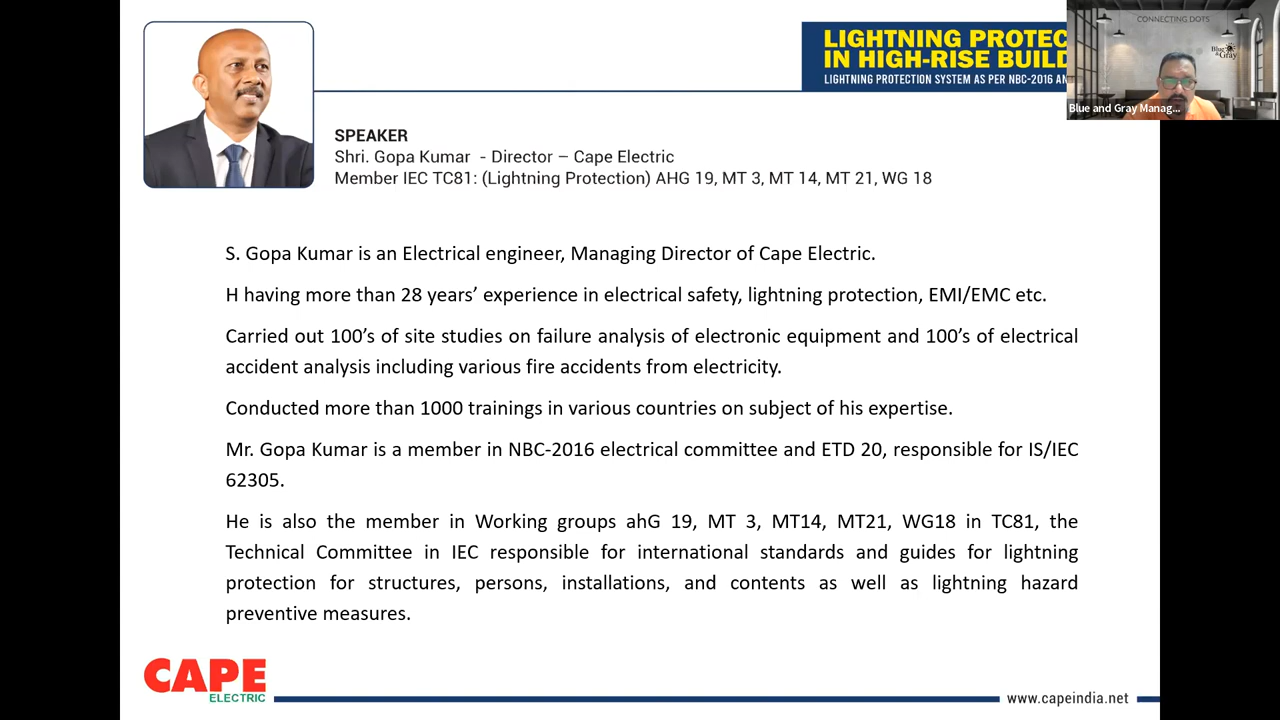 LIGHTNING PROTEC
IN HIGH-RISE BUILD
LIGHTNING PROTECTION SYSTEM AS PER NBC-2016 AN
CONNECTING DOTS
Blue & Gray
Blue and Gray Manag...
SPEAKER
Shri. Gopa Kumar - Director – Cape Electric
Member IEC TC81: (Lightning Protection) AHG 19, MT 3, MT 14, MT 21, WG 18
S. Gopa Kumar is an Electrical engineer, Managing Director of Cape Electric.
H having more than 28 years’ experience in electrical safety, lightning protection, EMI/EMC etc.
Carried out 100’s of site studies on failure analysis of electronic equipment and 100’s of electrical
accident analysis including various fire accidents from electricity.
Conducted more than 1000 trainings in various countries on subject of his expertise.
Mr. Gopa Kumar is a member in NBC-2016 electrical committee and ETD 20, responsible for IS/IEC
62305.
He is also the member in Working groups ahG 19, MT 3, MT14, MT21, WG18 in TC81, the
Technical Committee in IEC responsible for international standards and guides for lightning
protection for structures, persons, installations, and contents as well as lightning hazard
preventive measures.
CAPE
ELECTRIC
www.capeindia.net